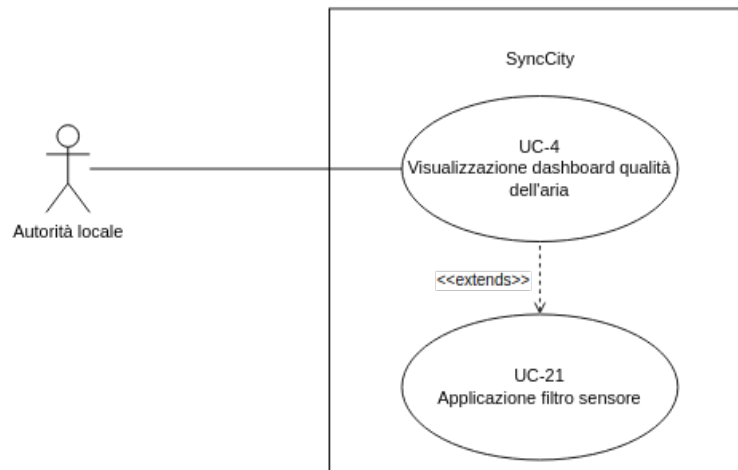 SyncCity
UC-4
Visualizzazione dashboard qualità
dell'aria
Autorità locale
<<extends>>
UC-21
Applicazione filtro sensore